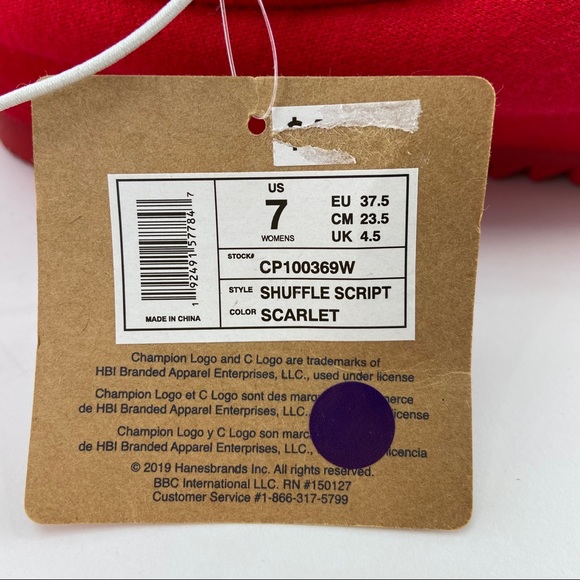 US
7
WOMENS
EU 37.5
CM 23.5
UK 4.5
STOCK# CP100369W
STYLE SHUFFLE SCRIPT
COLOR SCARLET
1 92491 57784 7
MADE IN CHINA
Champion Logo and C Logo are trademarks of
HBI Branded Apparel Enterprises, LLC., used under license
Champion Logo et C Logo sont des
de HBI Branded Apparel Enterprises, LLC.
Champion Logo y C Logo son
de HBI Branded Apparel Enterprises, LLC.,
© 2019 Hanesbrands Inc. All rights reserved.
BBC International LLC. RN #150127
Customer Service #1-866-317-5799